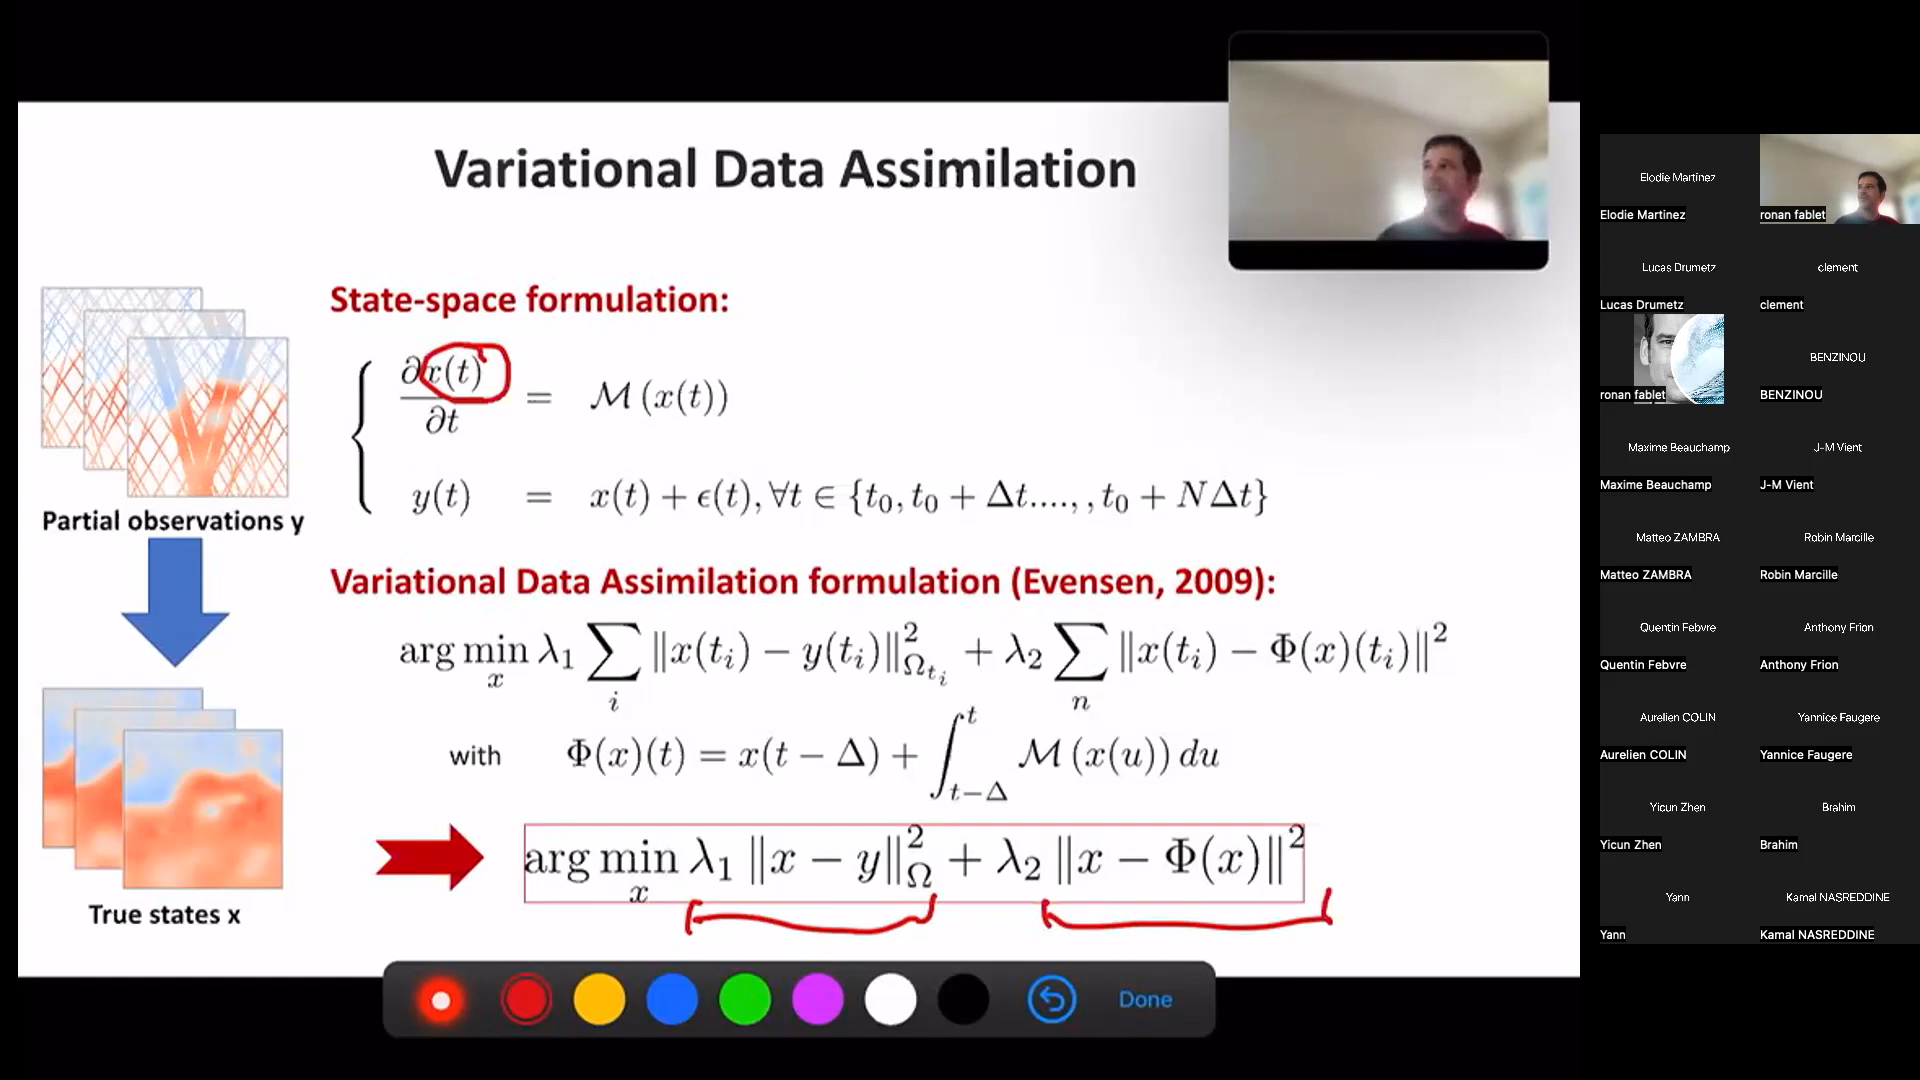 Variational Data Assimilation
State-space formulation:
∂x(t)
∂t
= M (x(t))
y(t) = x(t) + ϵ(t), ∀t ∈ {t₀, t₀ + Δt...., , t₀ + NΔt}
Partial observations y
Variational Data Assimilation formulation (Evensen, 2009):
arg min λ₁ ∑ ‖x(tᵢ) − y(tᵢ)‖²_Ω_tᵢ + λ₂ ∑ ‖x(tᵢ) − Φ(x)(tᵢ)‖²
x i n
with Φ(x)(t) = x(t − Δ) + ∫_{t−Δ}^{t} M (x(u)) du
arg min λ₁ ‖x − y‖²_Ω + λ₂ ‖x − Φ(x)‖²
x
True states x
Done
Elodie Martinez
Elodie Martinez
ronan fablet
Lucas Drumetz
clement
Lucas Drumetz
clement
BENZINOU
ronan fablet
BENZINOU
Maxime Beauchamp
J-M Vient
Maxime Beauchamp
J-M Vient
Matteo ZAMBRA
Robin Marcille
Matteo ZAMBRA
Robin Marcille
Quentin Febvre
Anthony Frion
Quentin Febvre
Anthony Frion
Aurelien COLIN
Yannice Faugere
Aurelien COLIN
Yannice Faugere
Yicun Zhen
Brahim
Yicun Zhen
Brahim
Yann
Kamal NASREDDINE
Yann
Kamal NASREDDINE